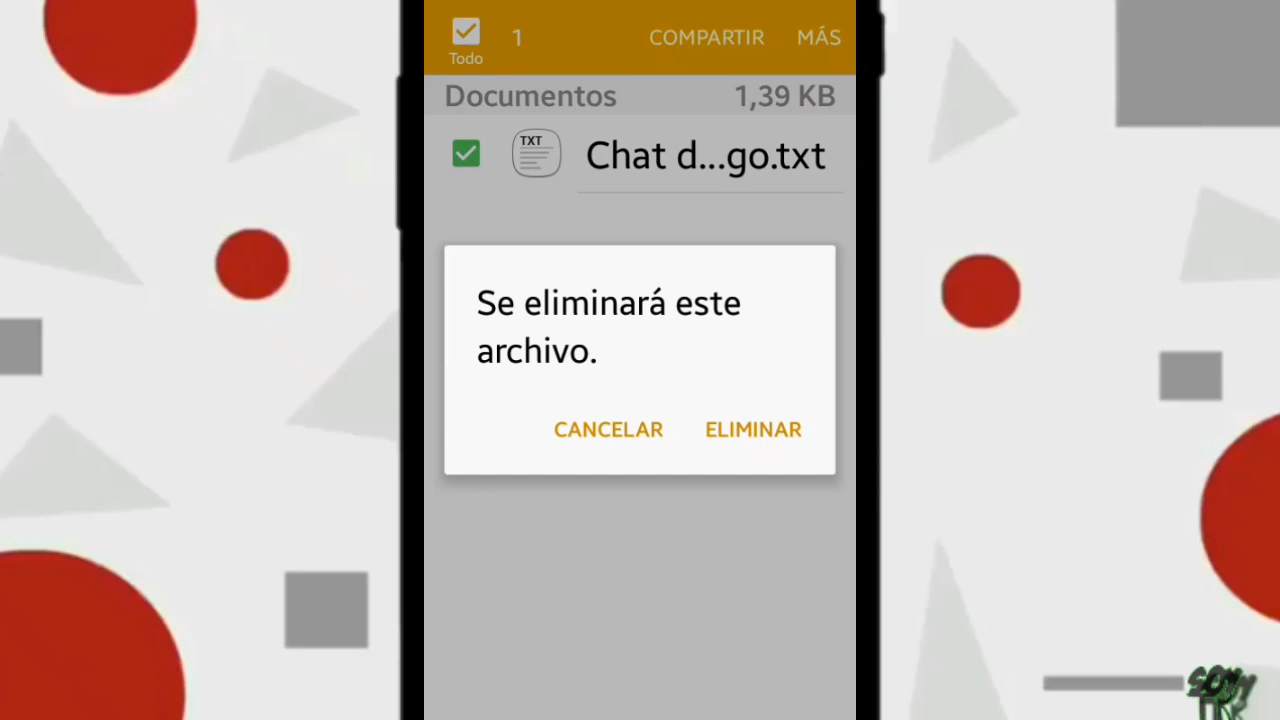 1 COMPARTIR MÁS
Todo
Documentos 1,39 KB
TXT
Chat d...go.txt
Se eliminará este
archivo.
CANCELAR ELIMINAR